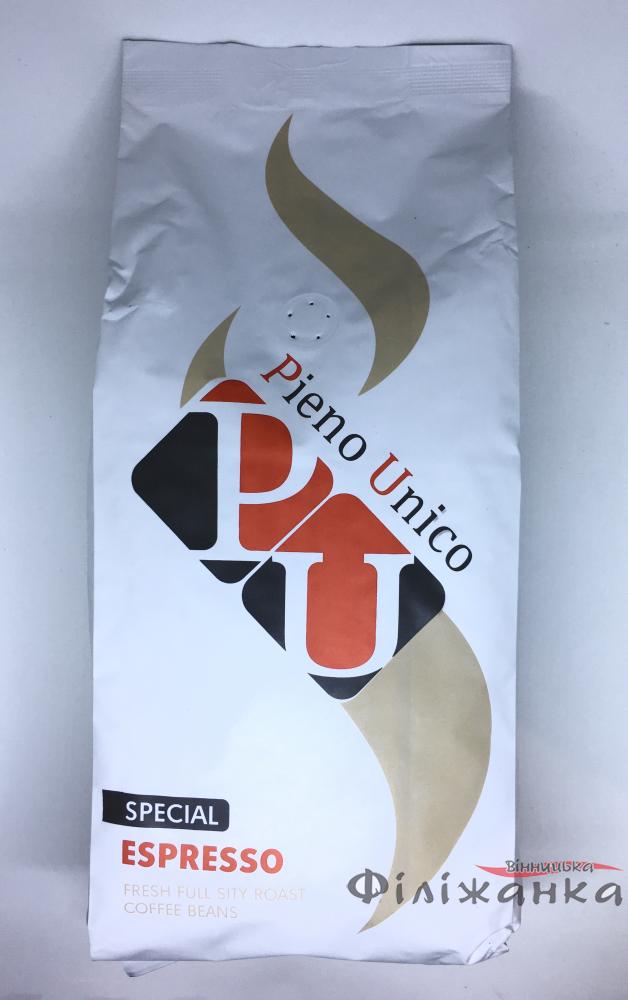 Pieno Unico
PU
SPECIAL
ESPRESSO
FRESH FULL SITY ROAST
COFFEE BEANS
Вінницька
Філіжанка